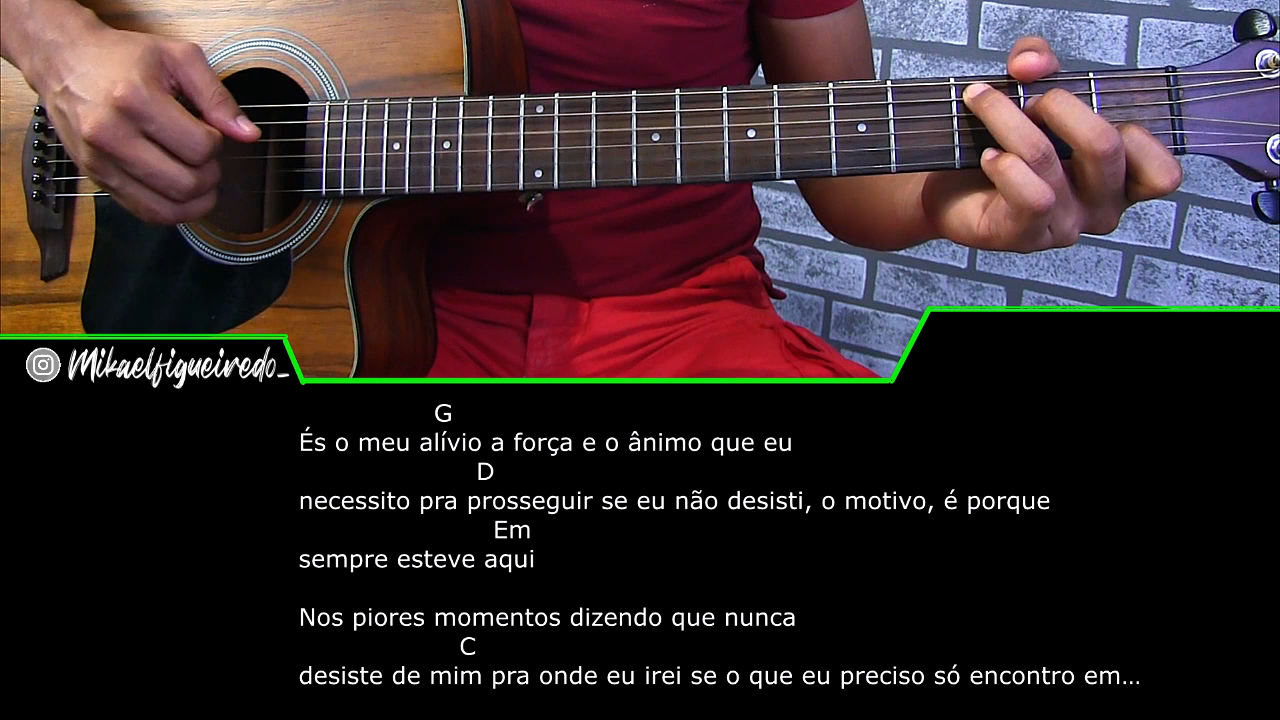 Mikaelfigueiredo_
G
És o meu alívio a força e o ânimo que eu
D
necessito pra prosseguir se eu não desisti, o motivo, é porque
Em
sempre esteve aqui
Nos piores momentos dizendo que nunca
C
desiste de mim pra onde eu irei se o que eu preciso só encontro em…